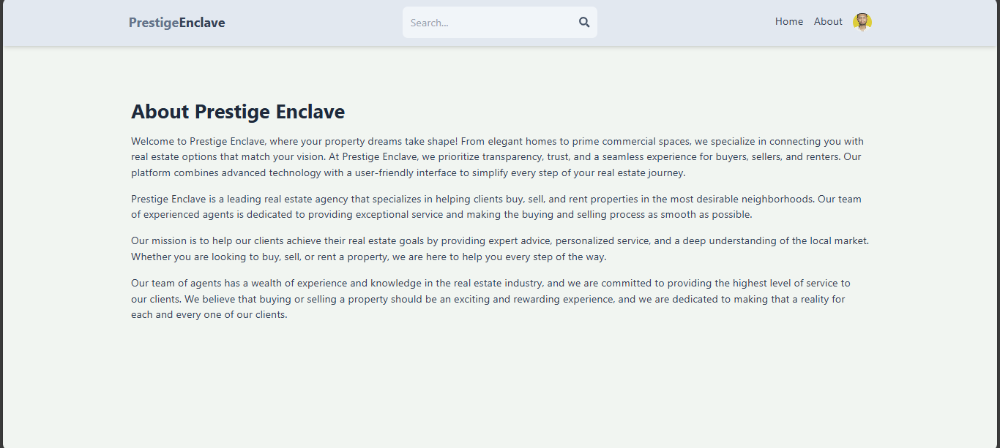 PrestigeEnclave
Search...
Home
About
About Prestige Enclave
Welcome to Prestige Enclave, where your property dreams take shape! From elegant homes to prime commercial spaces, we specialize in connecting you with
real estate options that match your vision. At Prestige Enclave, we prioritize transparency, trust, and a seamless experience for buyers, sellers, and renters. Our
platform combines advanced technology with a user-friendly interface to simplify every step of your real estate journey.
Prestige Enclave is a leading real estate agency that specializes in helping clients buy, sell, and rent properties in the most desirable neighborhoods. Our team
of experienced agents is dedicated to providing exceptional service and making the buying and selling process as smooth as possible.
Our mission is to help our clients achieve their real estate goals by providing expert advice, personalized service, and a deep understanding of the local market.
Whether you are looking to buy, sell, or rent a property, we are here to help you every step of the way.
Our team of agents has a wealth of experience and knowledge in the real estate industry, and we are committed to providing the highest level of service to
our clients. We believe that buying or selling a property should be an exciting and rewarding experience, and we are dedicated to making that a reality for
each and every one of our clients.